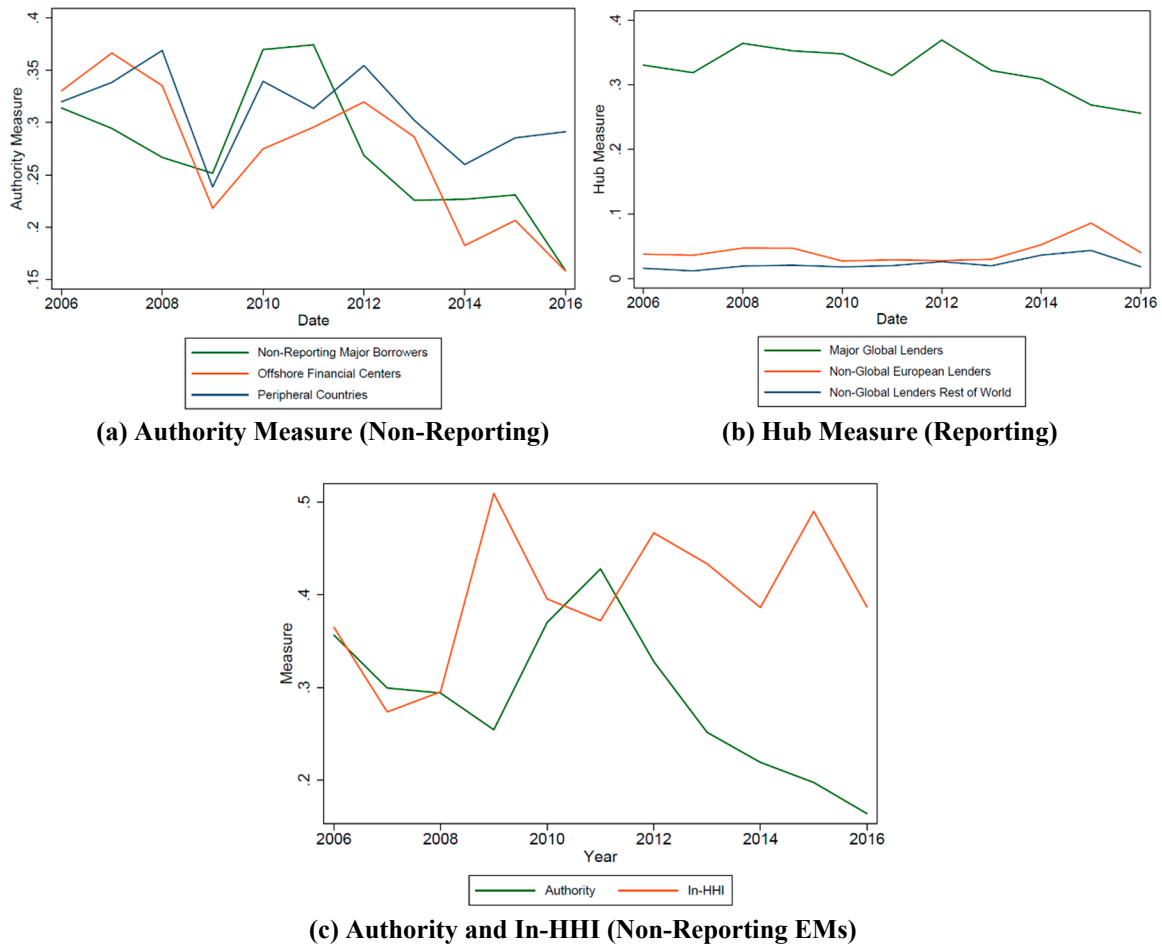 .4
.35
.3
.25
.2
.15
Authority Measure
2006 2008 2010 2012 2014 2016
Date
Non-Reporting Major Borrowers
Offshore Financial Centers
Peripheral Countries
(a) Authority Measure (Non-Reporting)
.4
.3
.2
.1
0
Hub Measure
2006 2008 2010 2012 2014 2016
Date
Major Global Lenders
Non-Global European Lenders
Non-Global Lenders Rest of World
(b) Hub Measure (Reporting)
.5
.4
.3
.2
Measure
2006 2008 2010 2012 2014 2016
Year
Authority In-HHI
(c) Authority and In-HHI (Non-Reporting EMs)